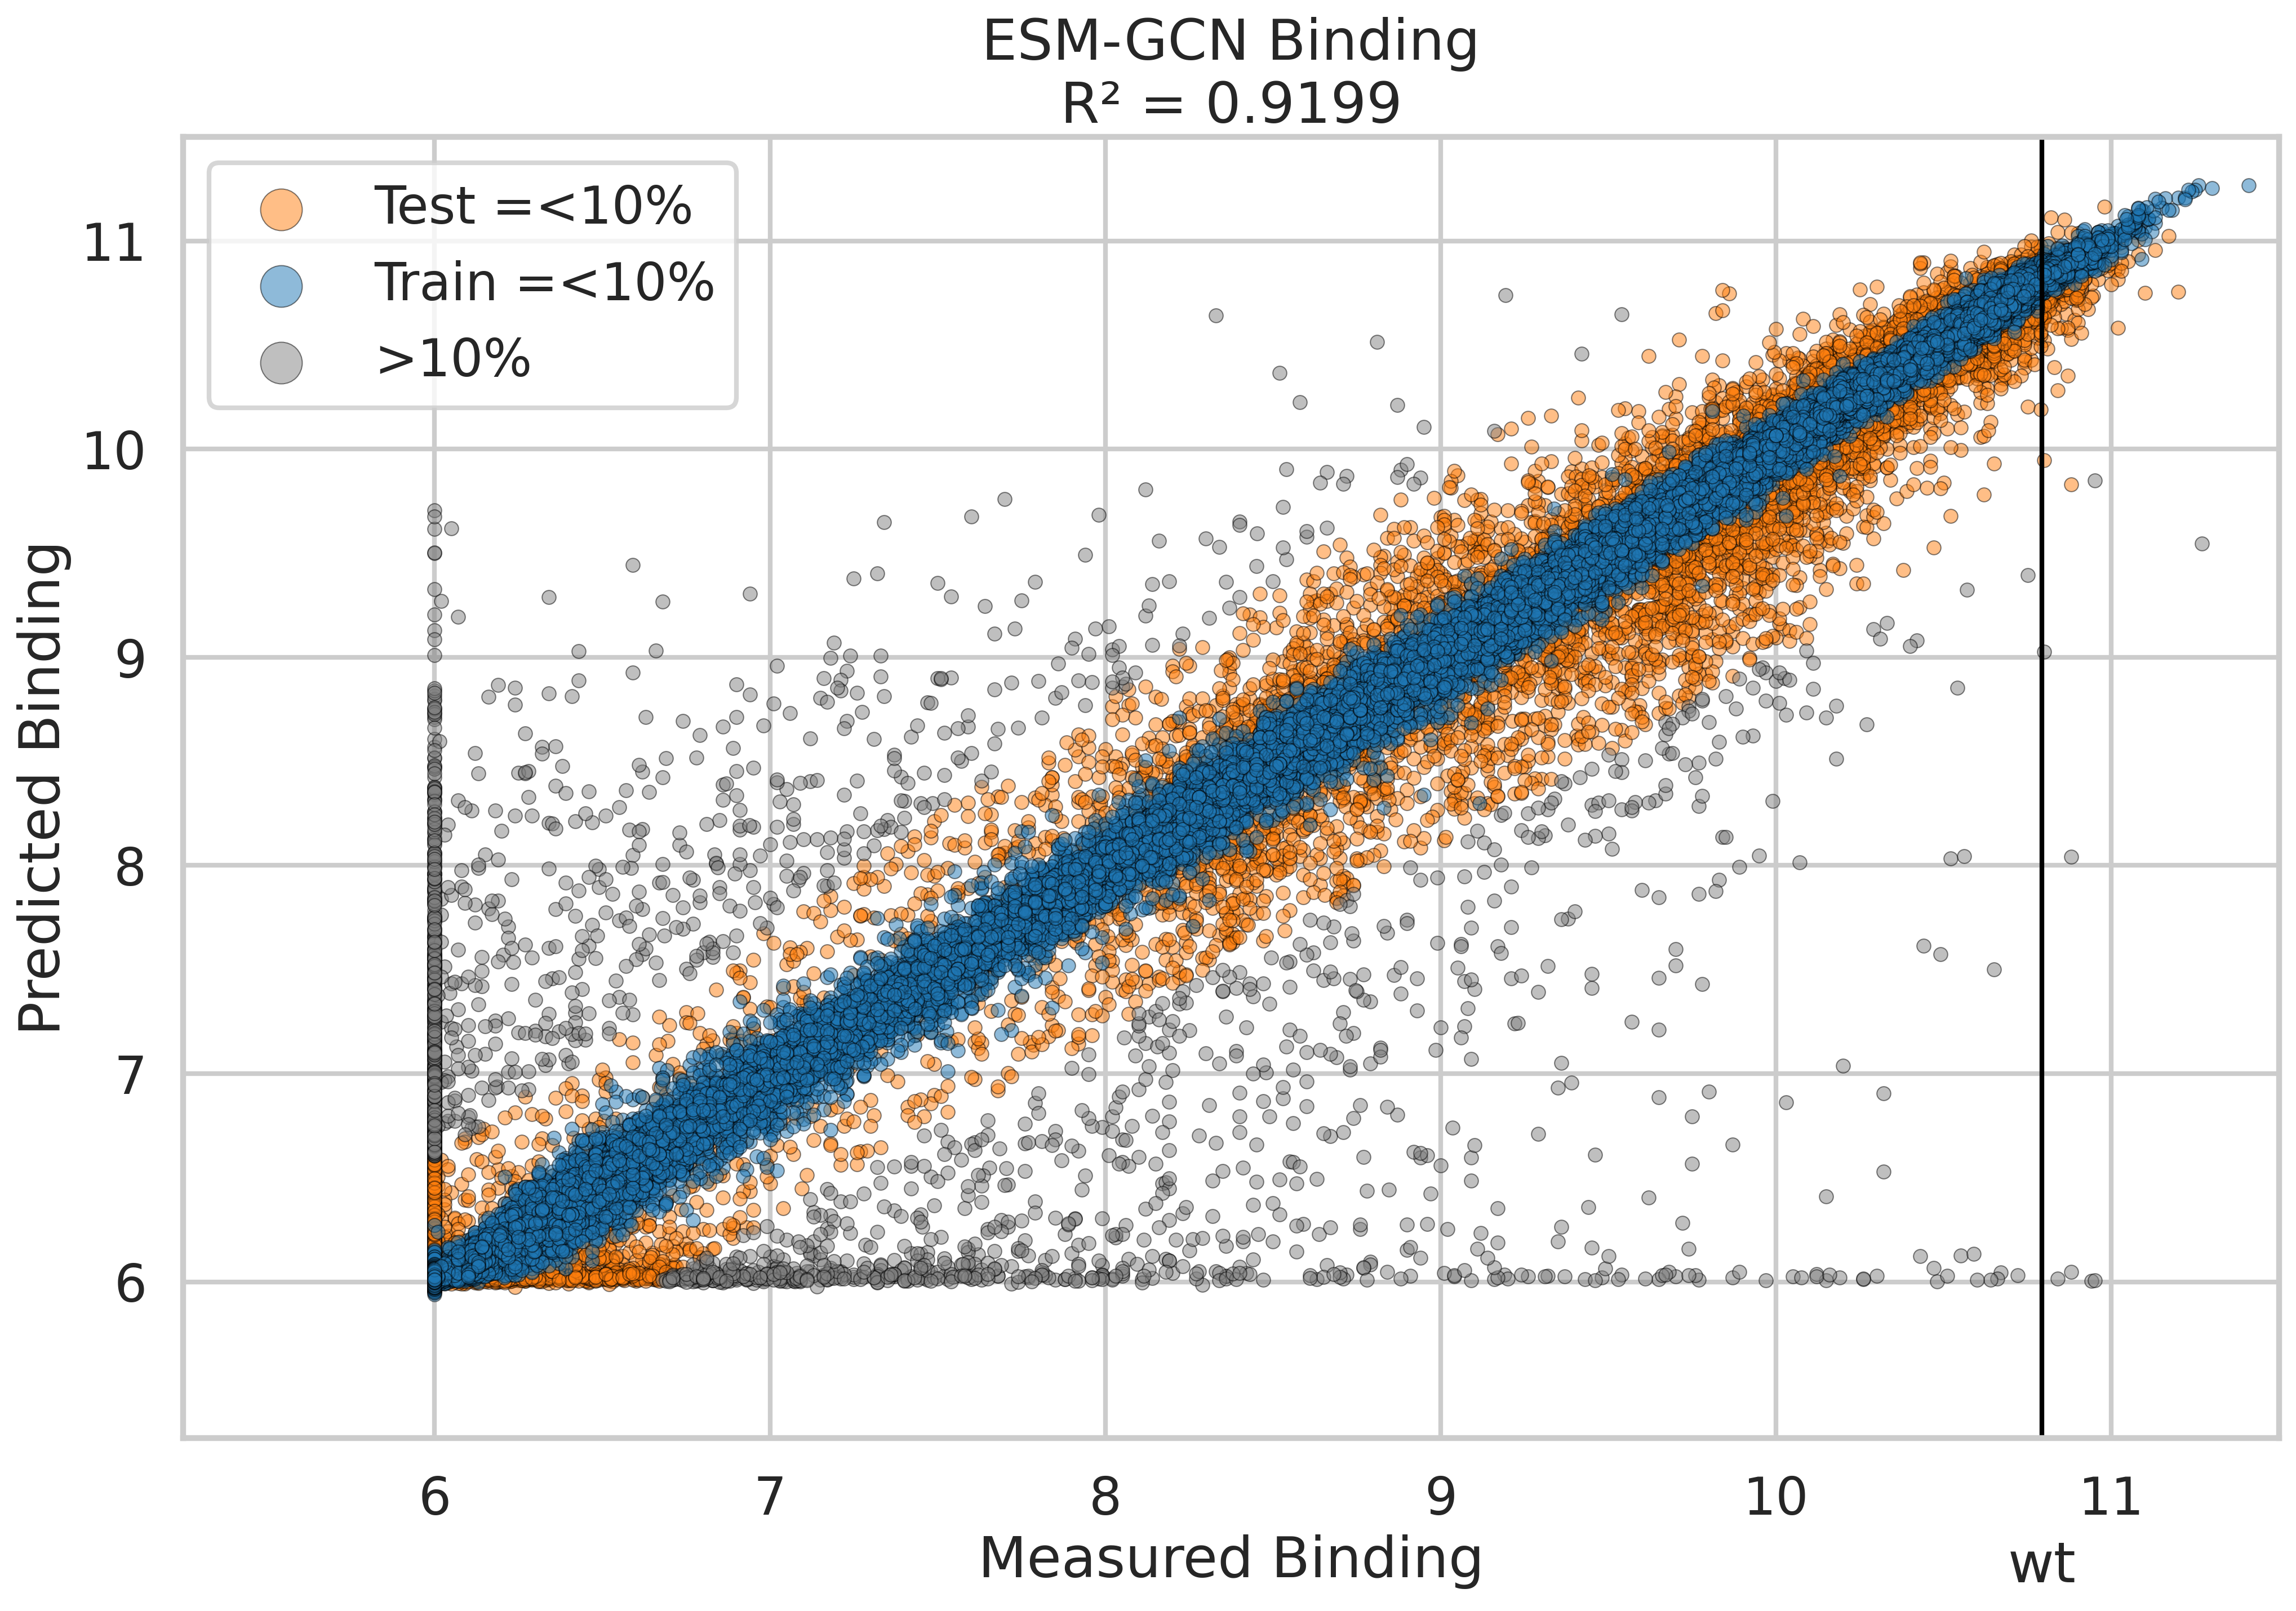 ESM-GCN Binding
R² = 0.9199
Test =<10%
Train =<10%
>10%
Predicted Binding
11
10
9
8
7
6
6 7 8 9 10 11
Measured Binding
wt